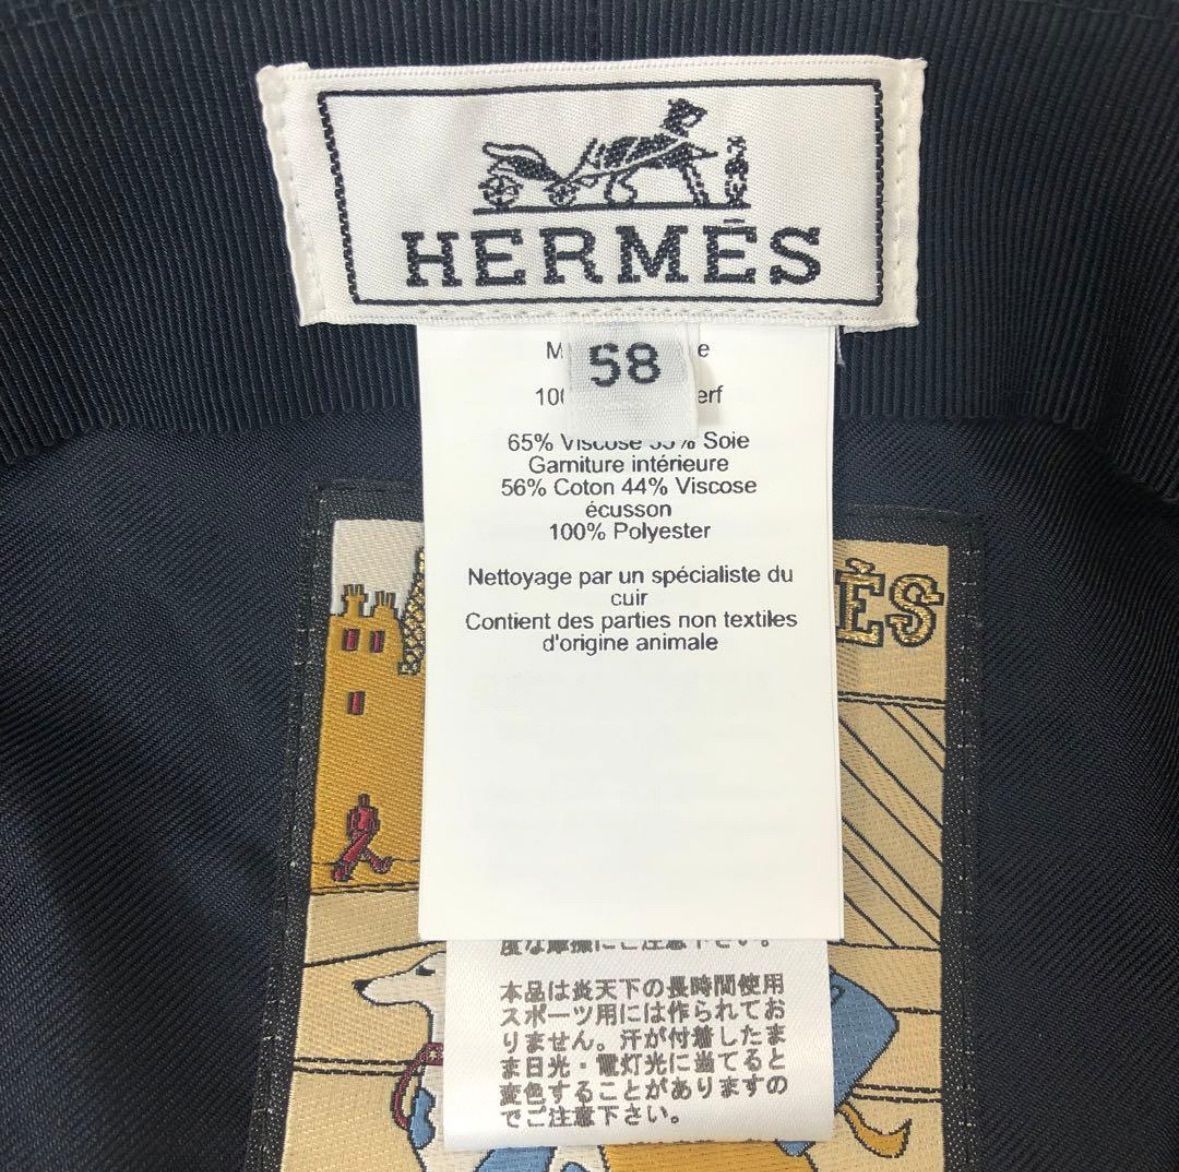 HERMÈS
58
65% Viscose 35% Soie
Garniture intérieure
56% Coton 44% Viscose
écusson
100% Polyester
Nettoyage par un spécialiste du
cuir
Contient des parties non textiles
d'origine animale
ÈS
本品は炎天下の長時間使用
スポーツ用には作られてお
りません。汗が付着したま
ま日光・電灯光に当てると
変色することがありますの
でご注意下さい。